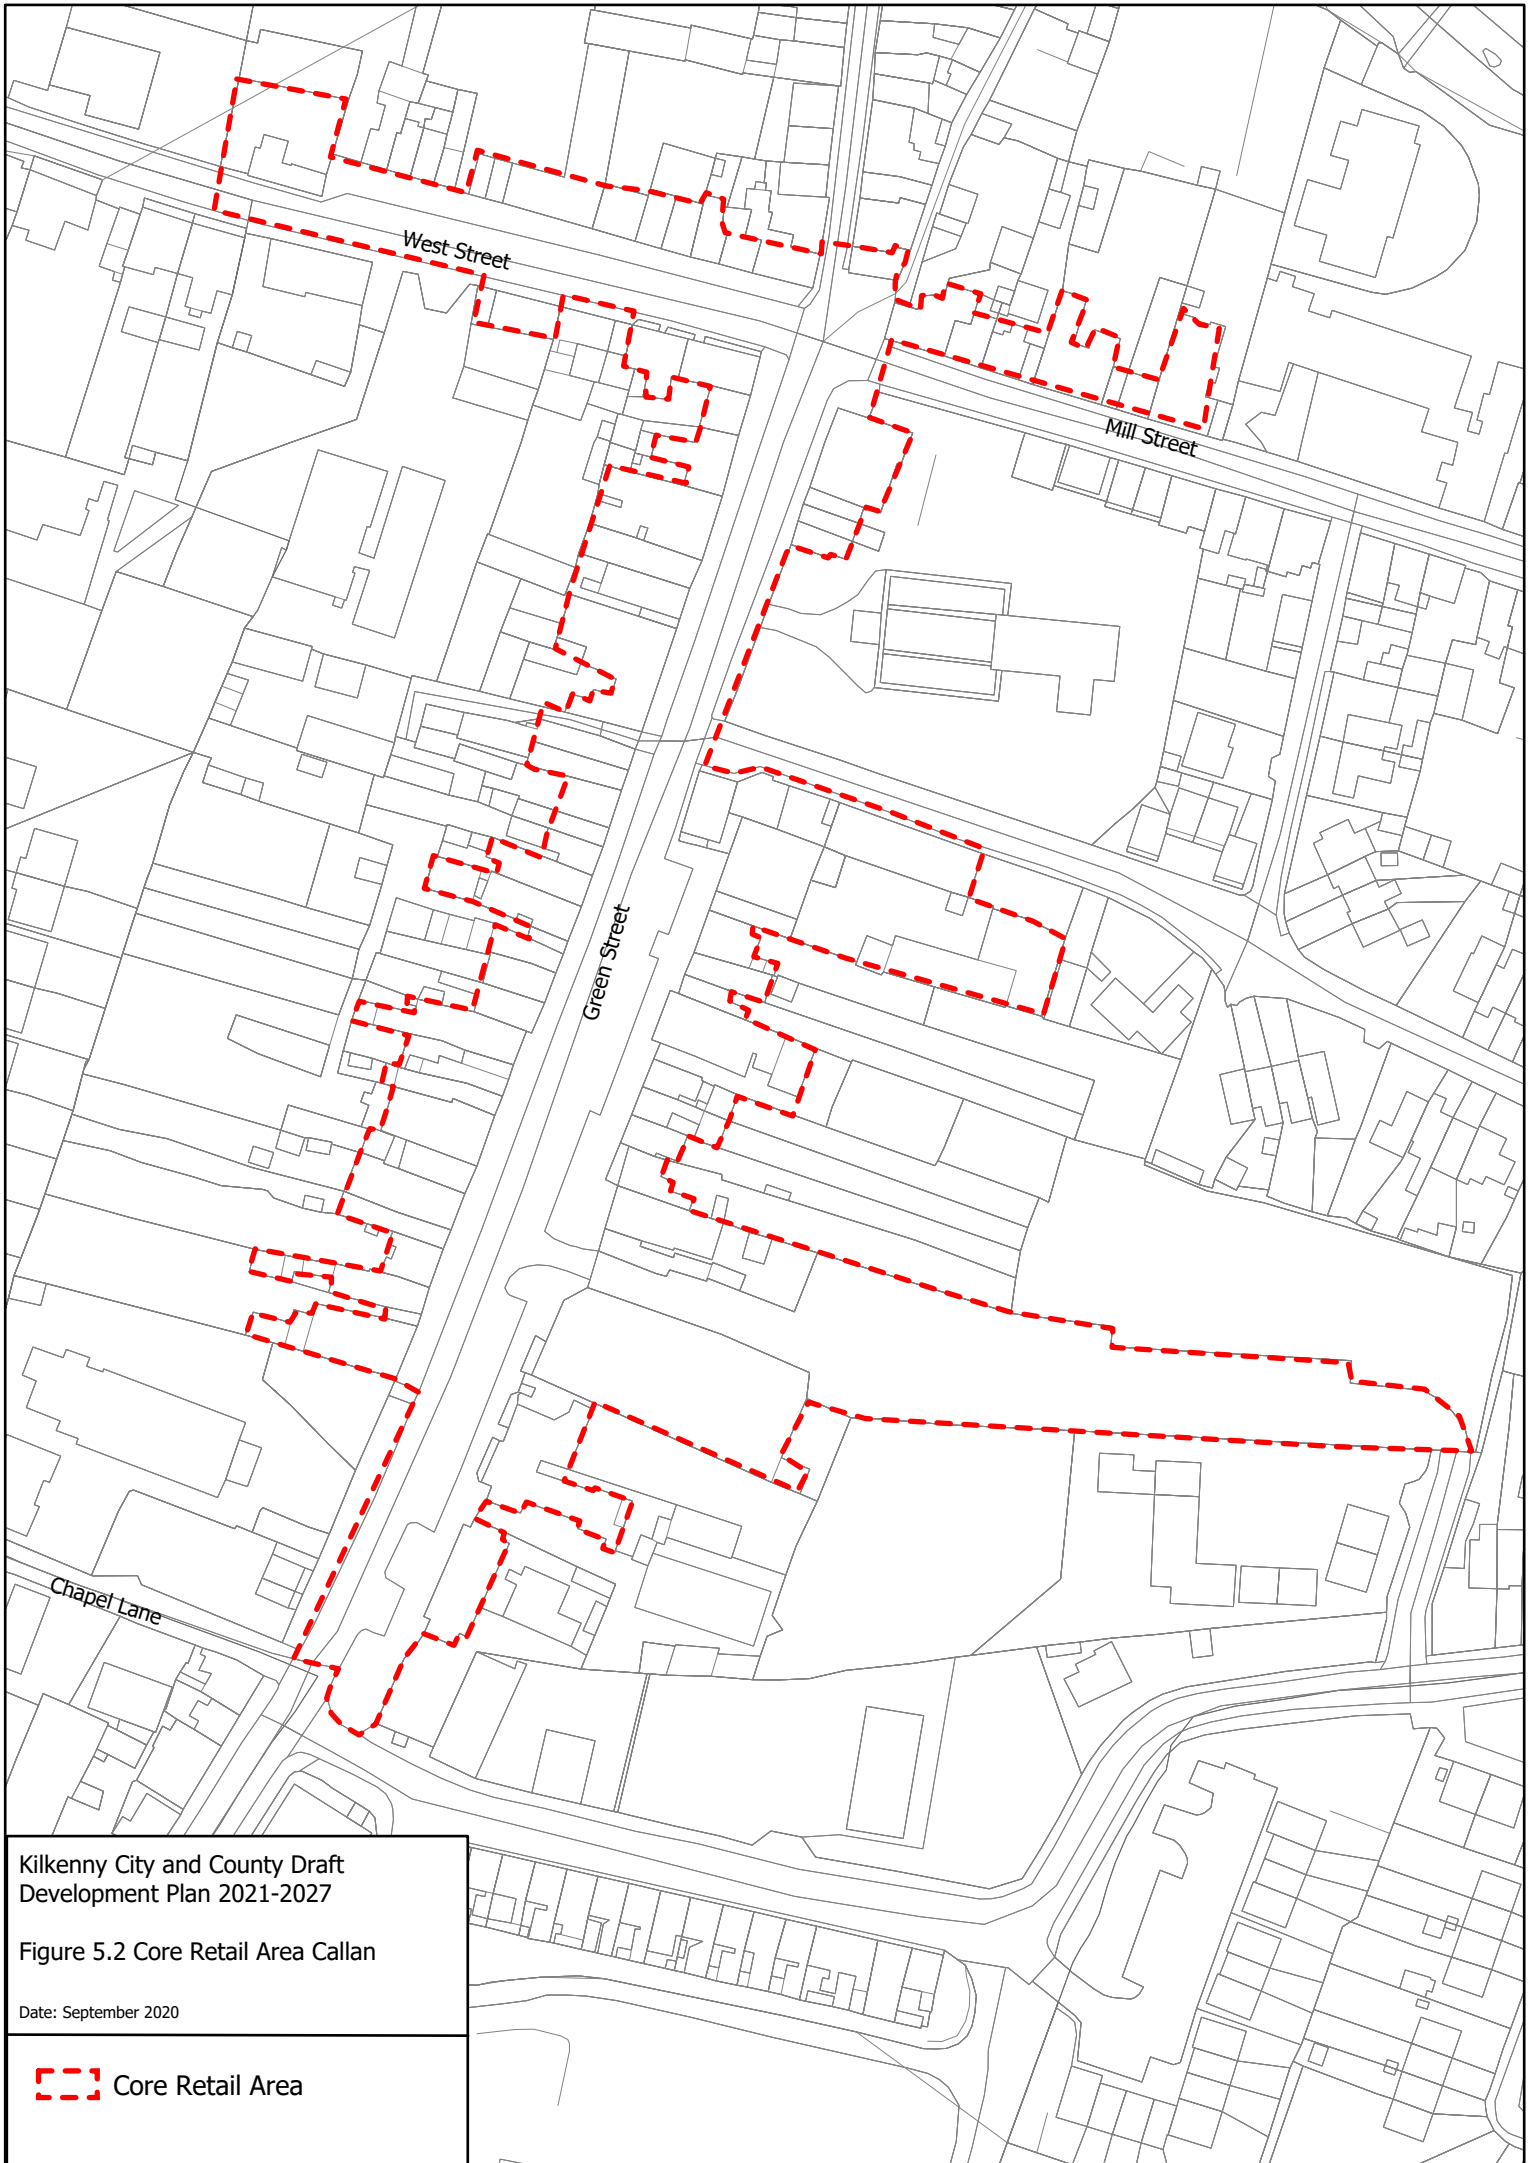 West Street
Mill Street
Green Street
Chapel Lane
Kilkenny City and County Draft
Development Plan 2021-2027
Figure 5.2 Core Retail Area Callan
Date: September 2020
Core Retail Area